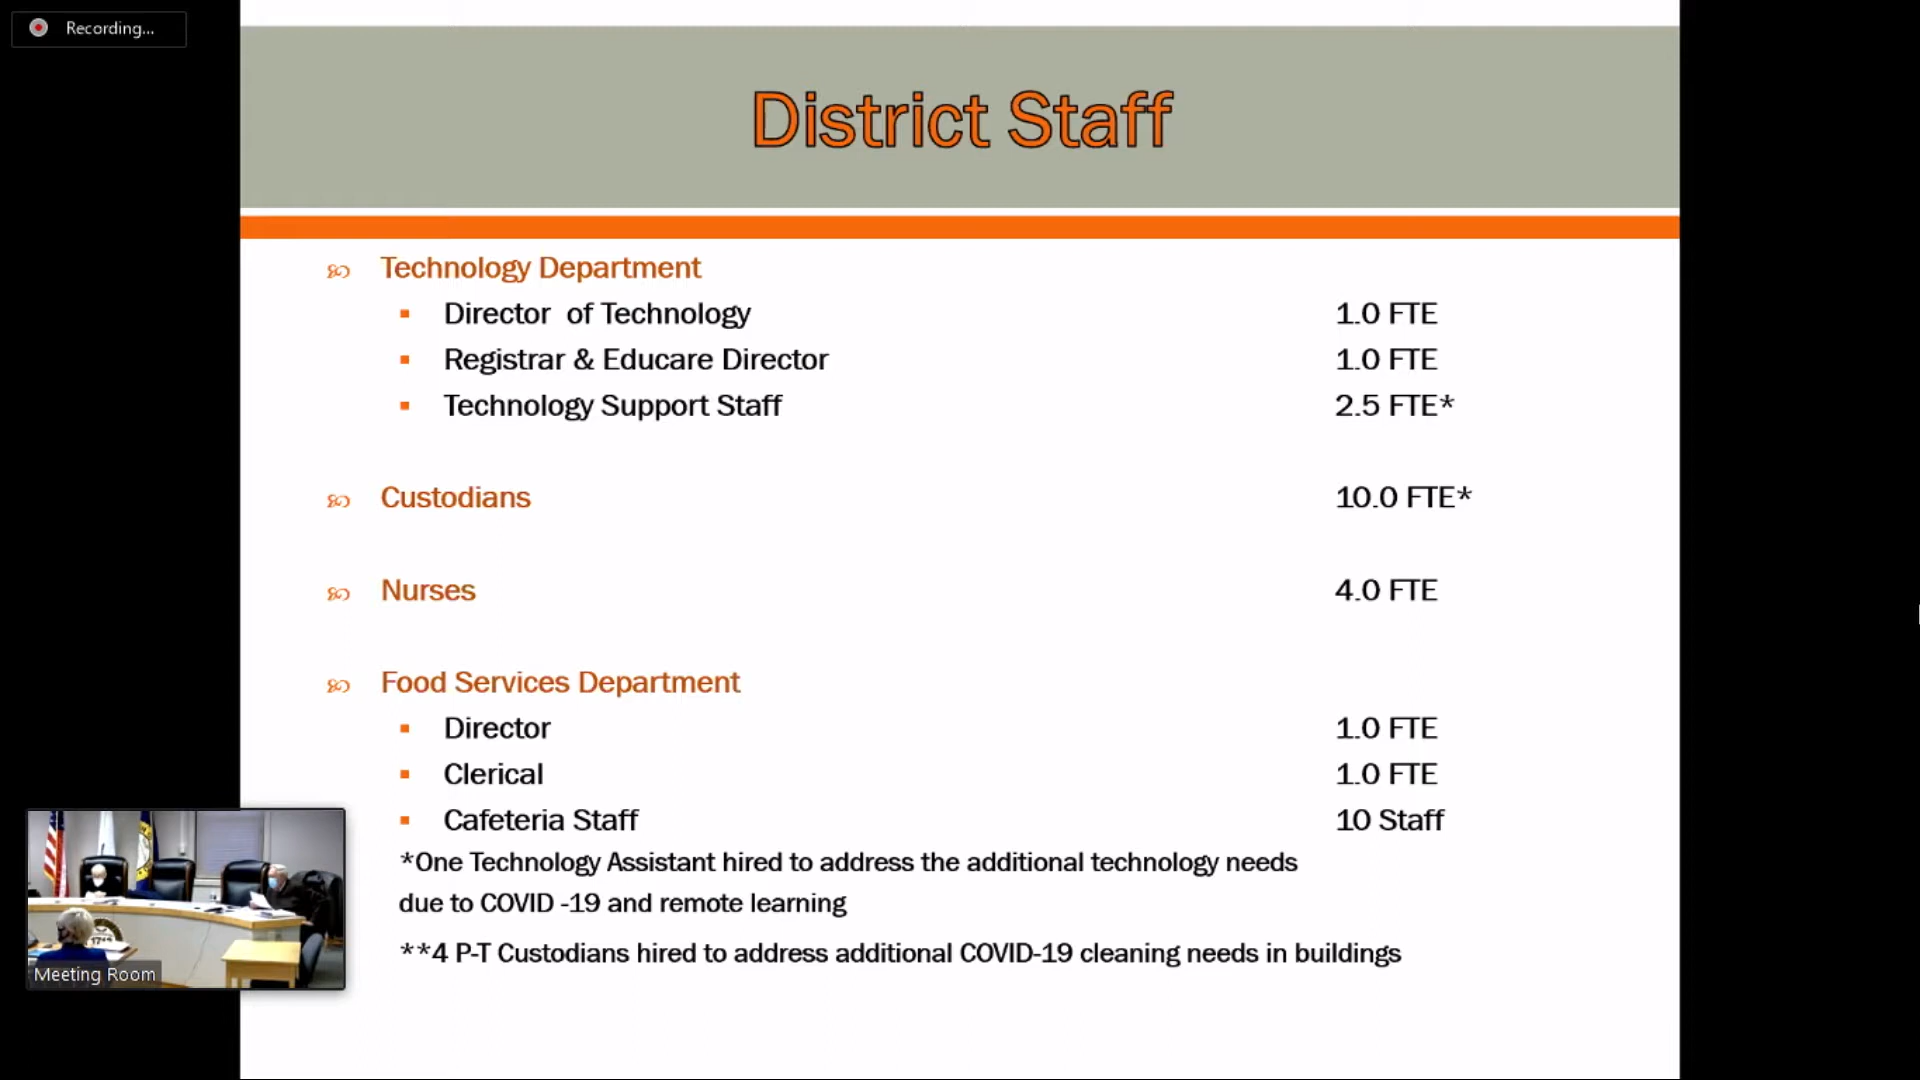 Recording...
District Staff
Technology Department
Director of Technology 1.0 FTE
Registrar & Educare Director 1.0 FTE
Technology Support Staff 2.5 FTE*
Custodians 10.0 FTE*
Nurses 4.0 FTE
Food Services Department
Director 1.0 FTE
Clerical 1.0 FTE
Cafeteria Staff 10 Staff
*One Technology Assistant hired to address the additional technology needs
due to COVID -19 and remote learning
**4 P-T Custodians hired to address additional COVID-19 cleaning needs in buildings
Meeting Room